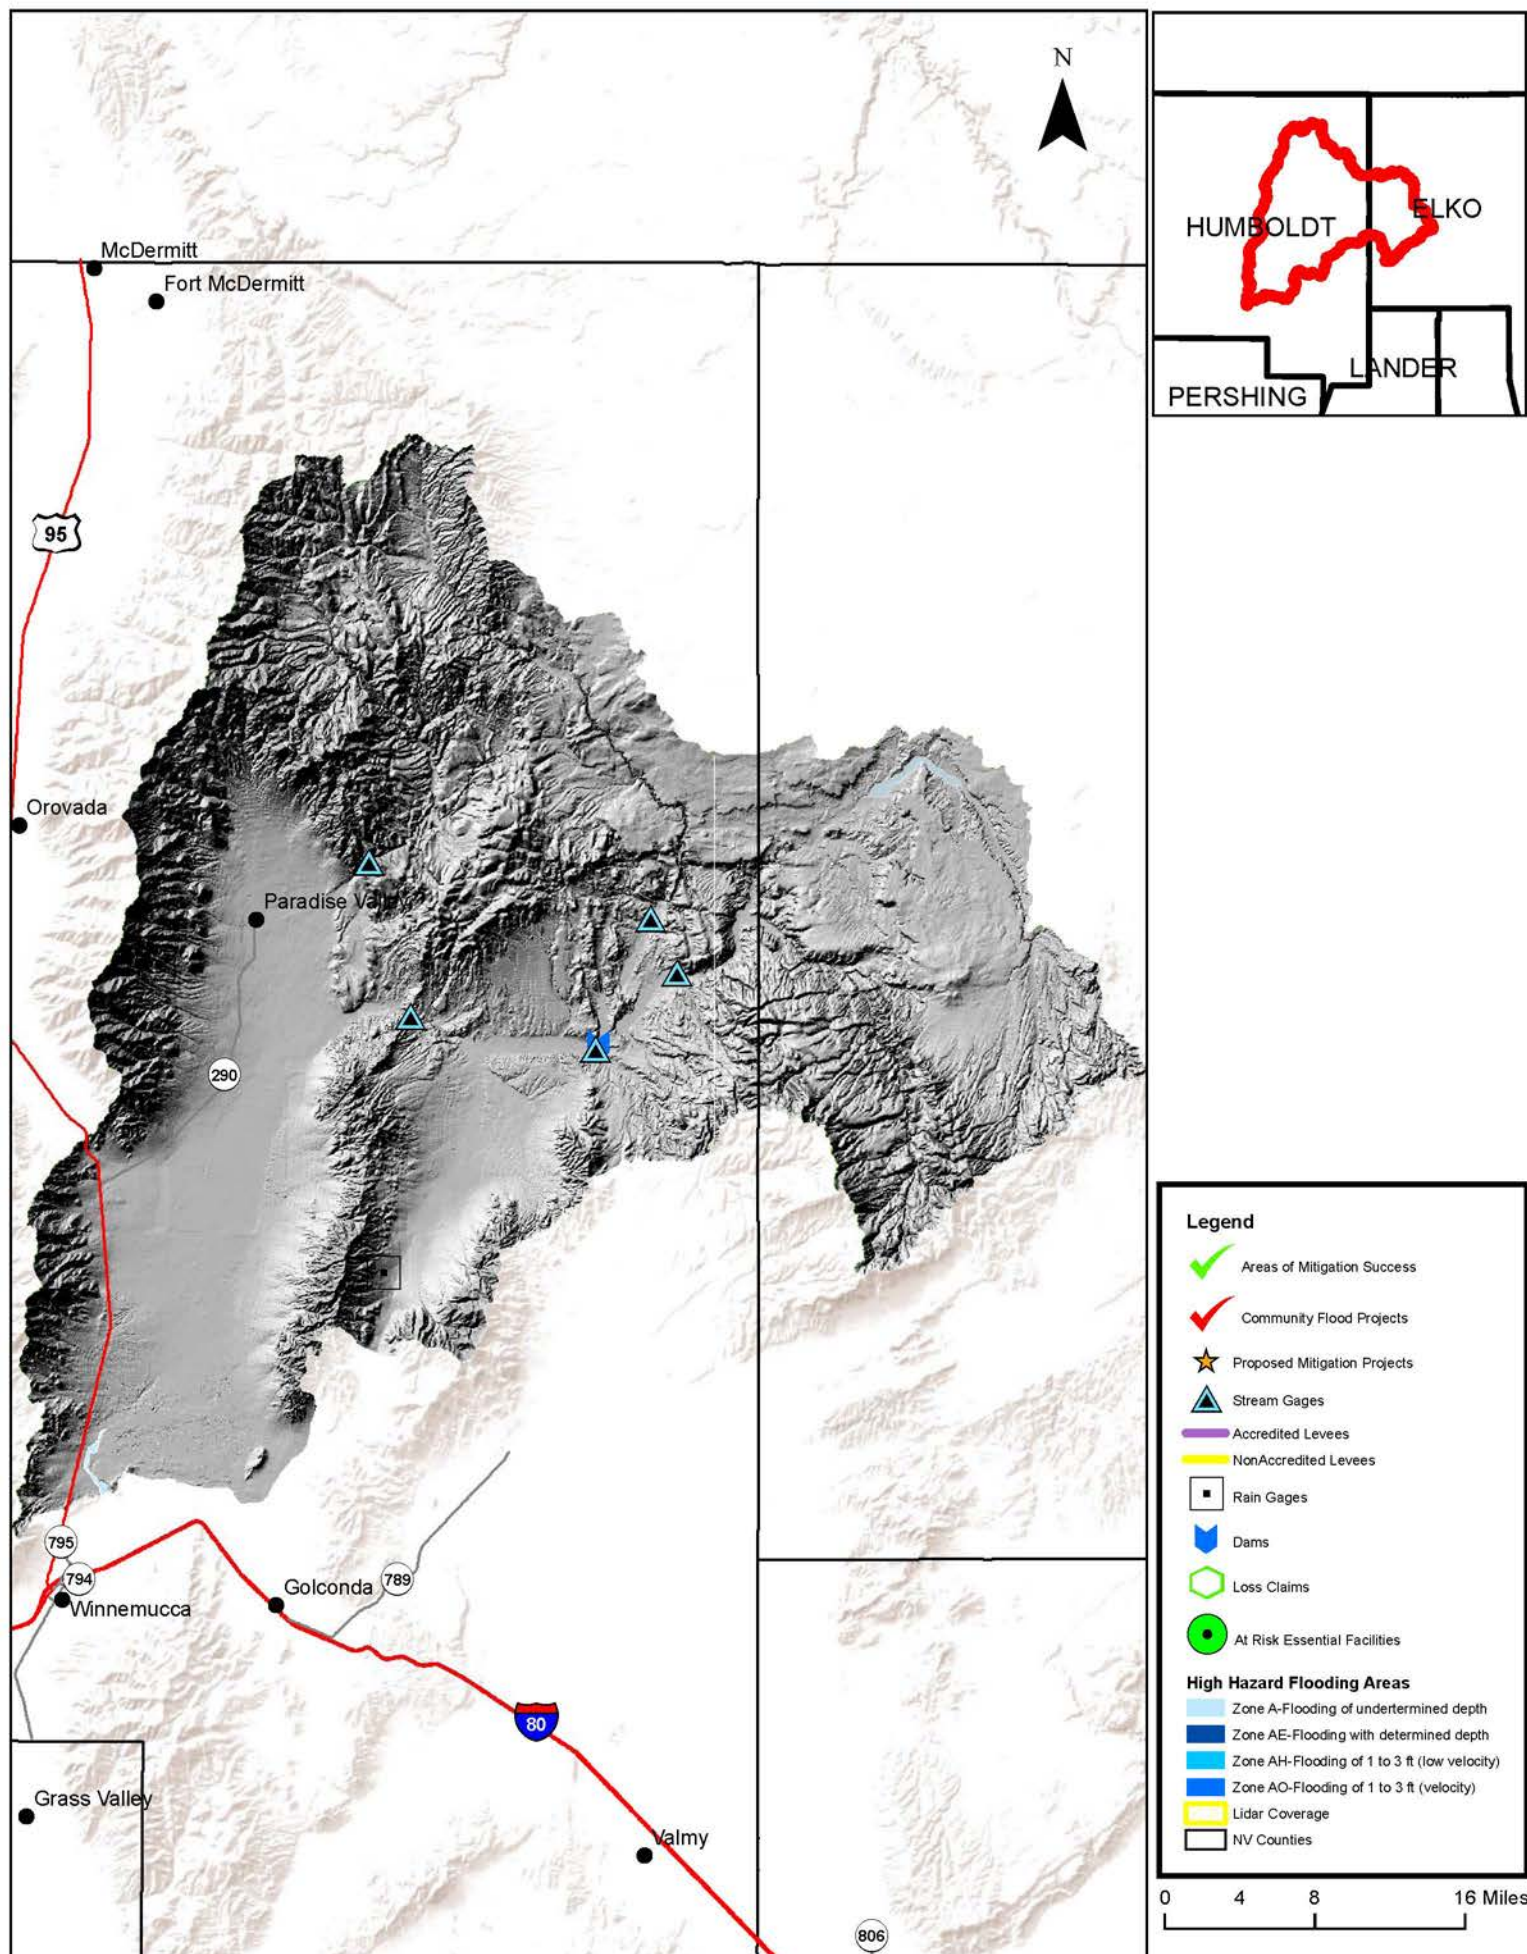 N
McDermitt
Fort McDermitt
95
Orovada
Paradise Valley
290
795
794
Winnemucca
Golconda
789
80
Grass Valley
Valmy
806
HUMBOLDT
ELKO
LANDER
PERSHING
Legend
Areas of Mitigation Success
Community Flood Projects
Proposed Mitigation Projects
Stream Gages
Accredited Levees
NonAccredited Levees
Rain Gages
Dams
Loss Claims
At Risk Essential Facilities
High Hazard Flooding Areas
Zone A-Flooding of undertermined depth
Zone AE-Flooding with determined depth
Zone AH-Flooding of 1 to 3 ft (low velocity)
Zone AO-Flooding of 1 to 3 ft (velocity)
Lidar Coverage
NV Counties
0 4 8 16 Miles